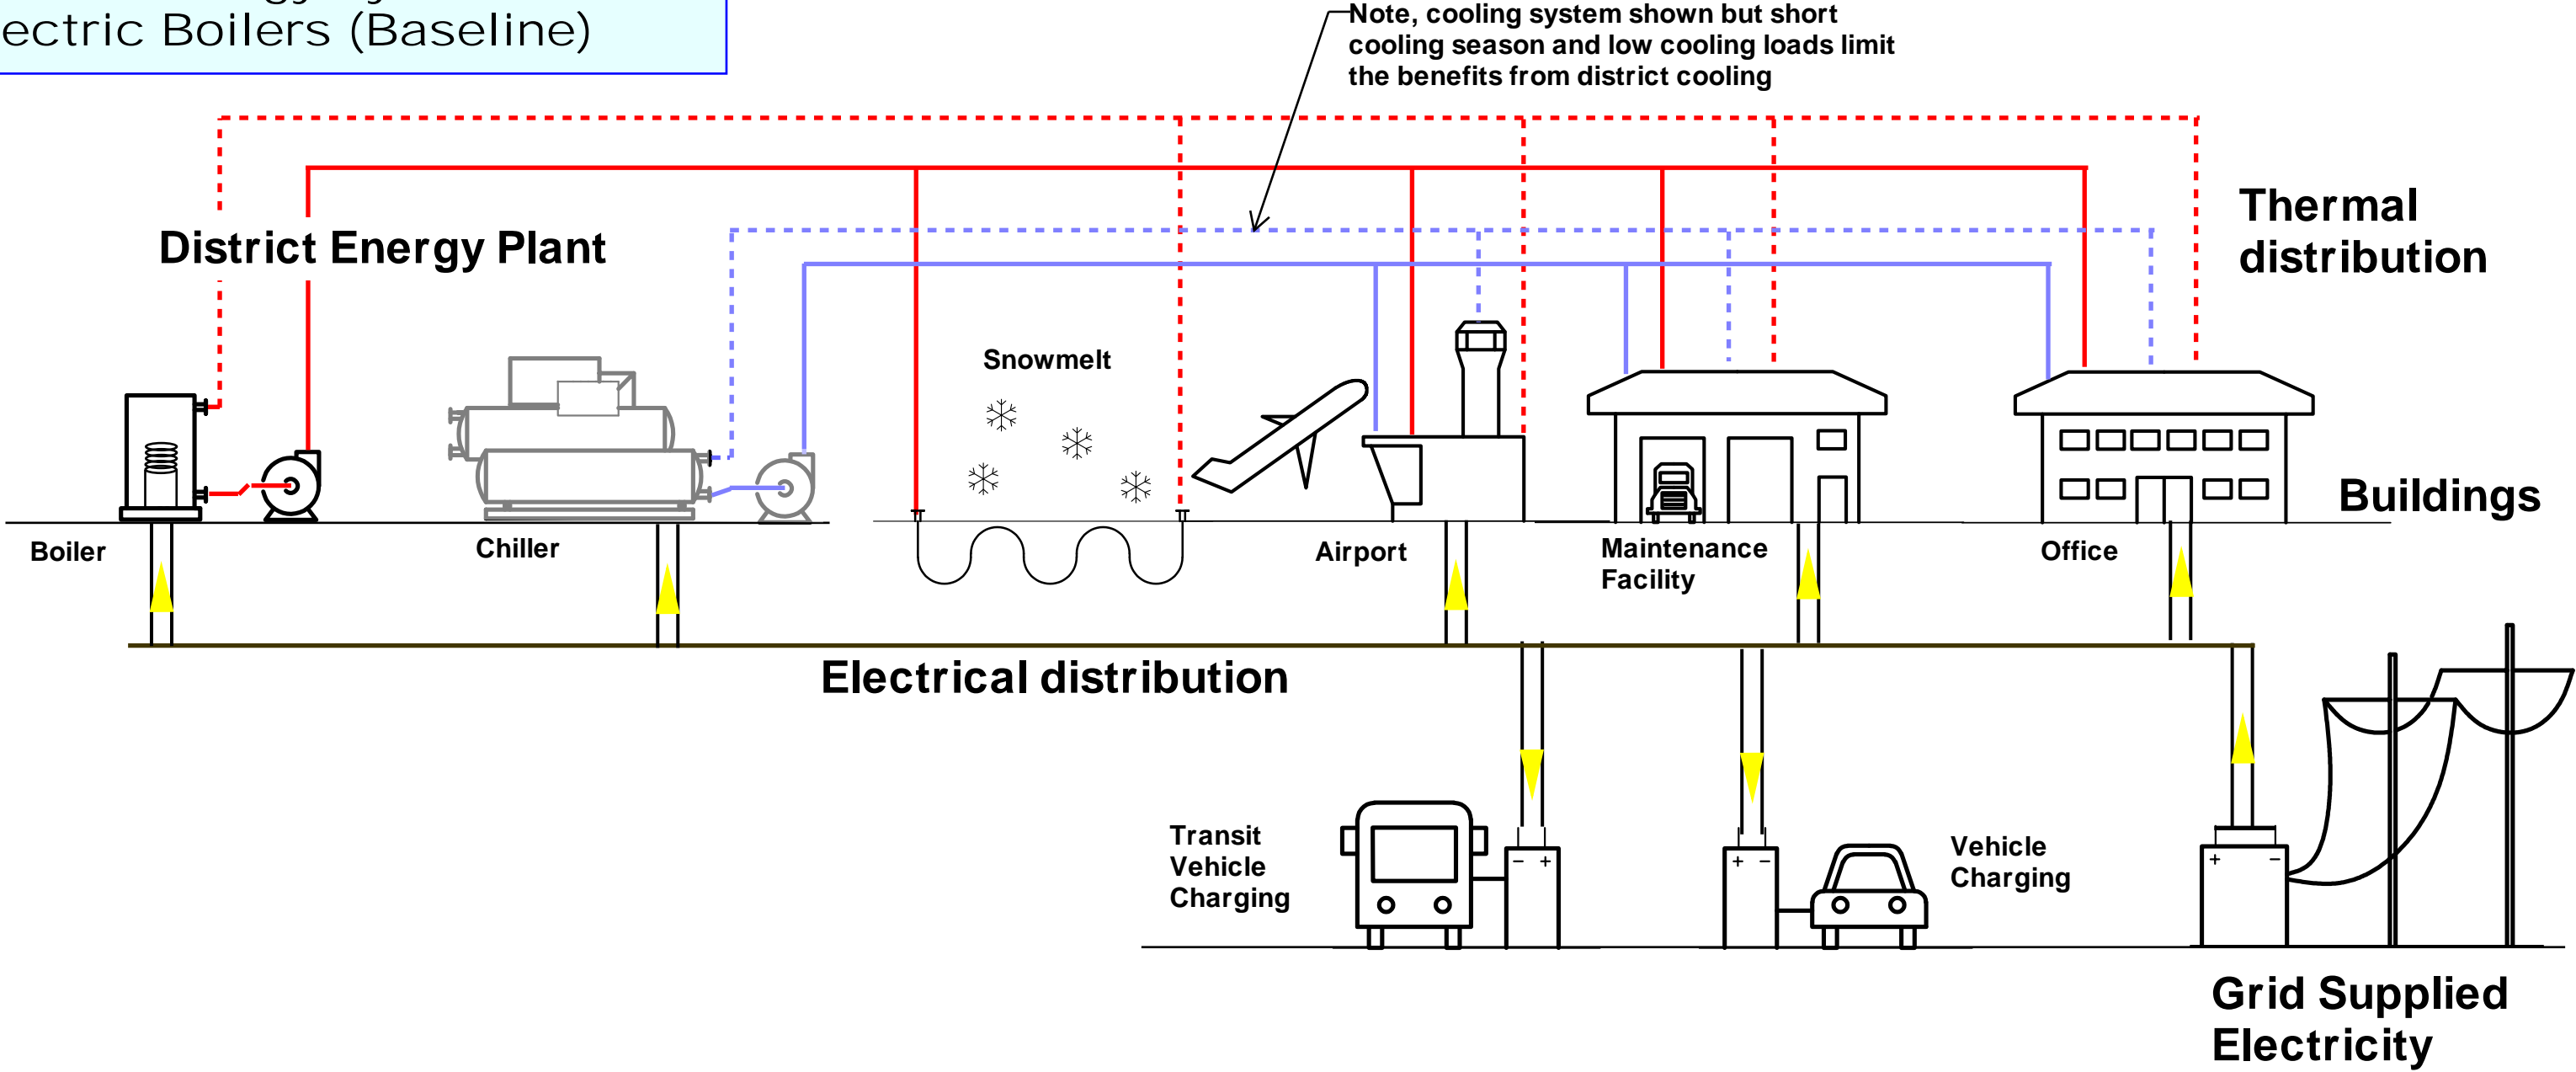 ectric Boilers (Baseline)
Note, cooling system shown but short
cooling season and low cooling loads limit
the benefits from district cooling
District Energy Plant
Thermal
distribution
Snowmelt
Buildings
Boiler
Chiller
Airport
Maintenance
Facility
Office
Electrical distribution
Transit
Vehicle
Charging
- +
+ -
Vehicle
Charging
+ -
Grid Supplied
Electricity